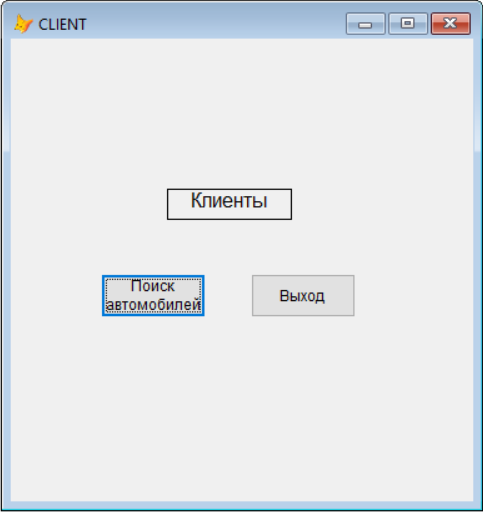 CLIENT
Клиенты
Поиск
автомобилей
Выход